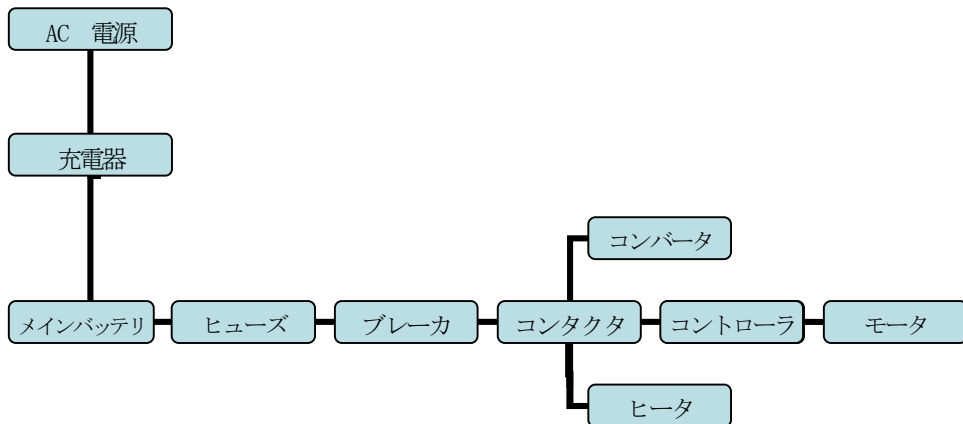 AC 電源
充電器
コンバータ
メインバッテリ
ヒューズ
ブレーカ
コンタクタ
コントローラ
モータ
ヒータ